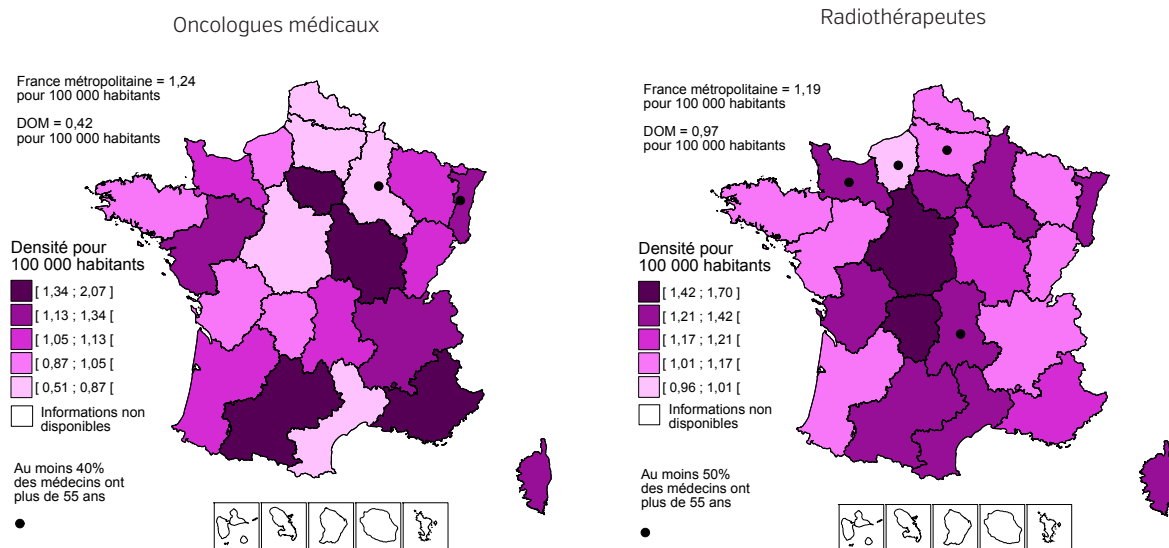 Oncologues médicaux
France métropolitaine = 1,24
pour 100 000 habitants
DOM = 0,42
pour 100 000 habitants
Densité pour
100 000 habitants
[ 1,34 ; 2,07 ]
[ 1,13 ; 1,34 [
[ 1,05 ; 1,13 [
[ 0,87 ; 1,05 [
[ 0,51 ; 0,87 [
Informations non
disponibles
Au moins 40%
des médecins ont
plus de 55 ans
Radiothérapeutes
France métropolitaine = 1,19
pour 100 000 habitants
DOM = 0,97
pour 100 000 habitants
Densité pour
100 000 habitants
[ 1,42 ; 1,70 ]
[ 1,21 ; 1,42 [
[ 1,17 ; 1,21 [
[ 1,01 ; 1,17 [
[ 0,96 ; 1,01 [
Informations non
disponibles
Au moins 50%
des médecins ont
plus de 55 ans